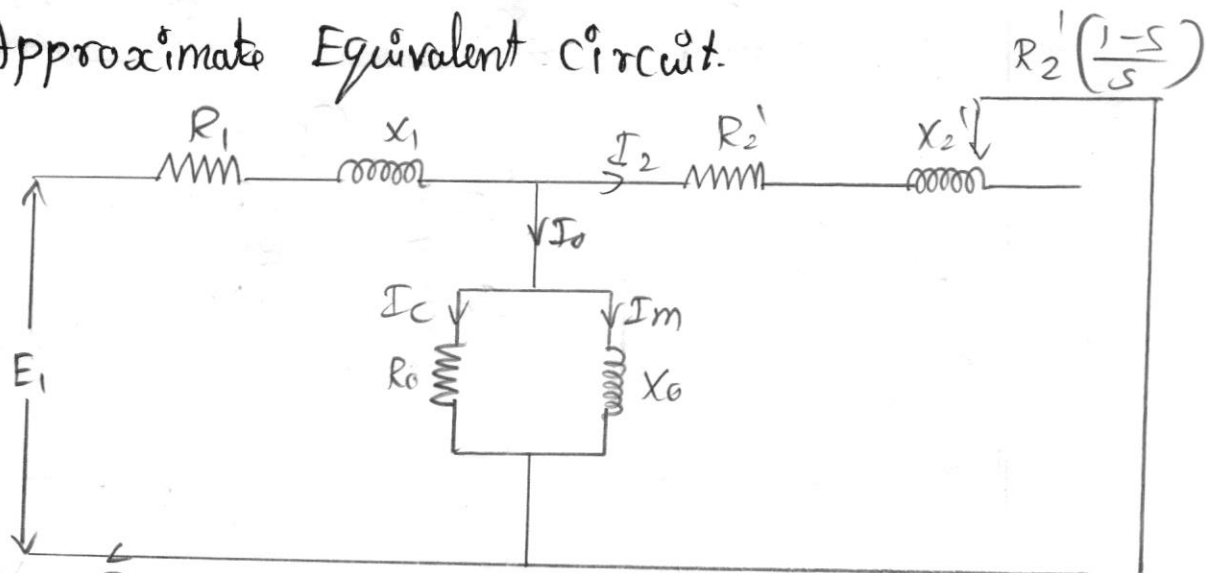 Approximate Equivalent circuit.
R2'(1-S/S)
R1
X1
I2
R2'
X2'
I0
Ic
Im
R0
X0
E1